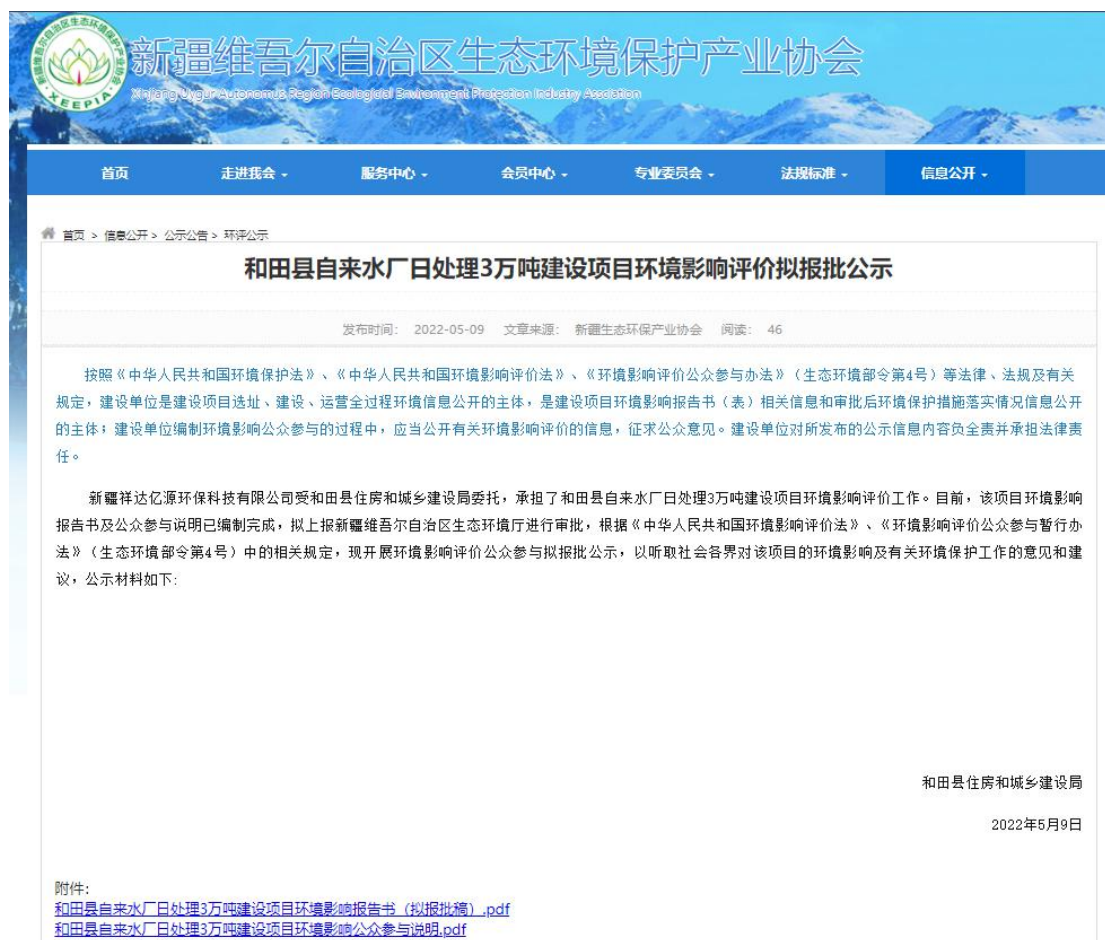 新疆维吾尔自治区生态环境保护产业协会
XEEPIA
新疆维吾尔自治区生态环境保护产业协会
Xinjiang Uygur Autonomous Region Ecological Environment Protection Industry Association
首页 走进我会 服务中心 会员中心 专业委员会 法规标准 信息公开
首页 > 信息公开 > 公示公告 > 环评公示
和田县自来水厂日处理3万吨建设项目环境影响评价拟报批公示
发布时间: 2022-05-09 文章来源: 新疆生态环保产业协会 阅读: 46
按照《中华人民共和国环境保护法》、《中华人民共和国环境影响评价法》、《环境影响评价公众参与办法》（生态环境部令第4号）等法律、法规及有关
规定，建设单位是建设项目选址、建设、运营全过程环境信息公开的主体，是建设项目环境影响报告书（表）相关信息和审批后环境保护措施落实情况信息公开
的主体；建设单位编制环境影响公众参与的过程中，应当公开有关环境影响评价的信息，征求公众意见。建设单位对所发布的公示信息内容负全责并承担法律责
任。
新疆祥达亿源环保科技有限公司受和田县住房和城乡建设局委托，承担了和田县自来水厂日处理3万吨建设项目环境影响评价工作。目前，该项目环境影响
报告书及公众参与说明已编制完成，拟上报新疆维吾尔自治区生态环境厅进行审批，根据《中华人民共和国环境影响评价法》、《环境影响评价公众参与暂行办
法》（生态环境部令第4号）中的相关规定，现开展环境影响评价公众参与拟报批公示，以听取社会各界对该项目的环境影响及有关环境保护工作的意见和建
议，公示材料如下:
和田县住房和城乡建设局
2022年5月9日
附件:
和田县自来水厂日处理3万吨建设项目环境影响报告书（拟报批稿）.pdf
和田县自来水厂日处理3万吨建设项目环境影响公众参与说明.pdf